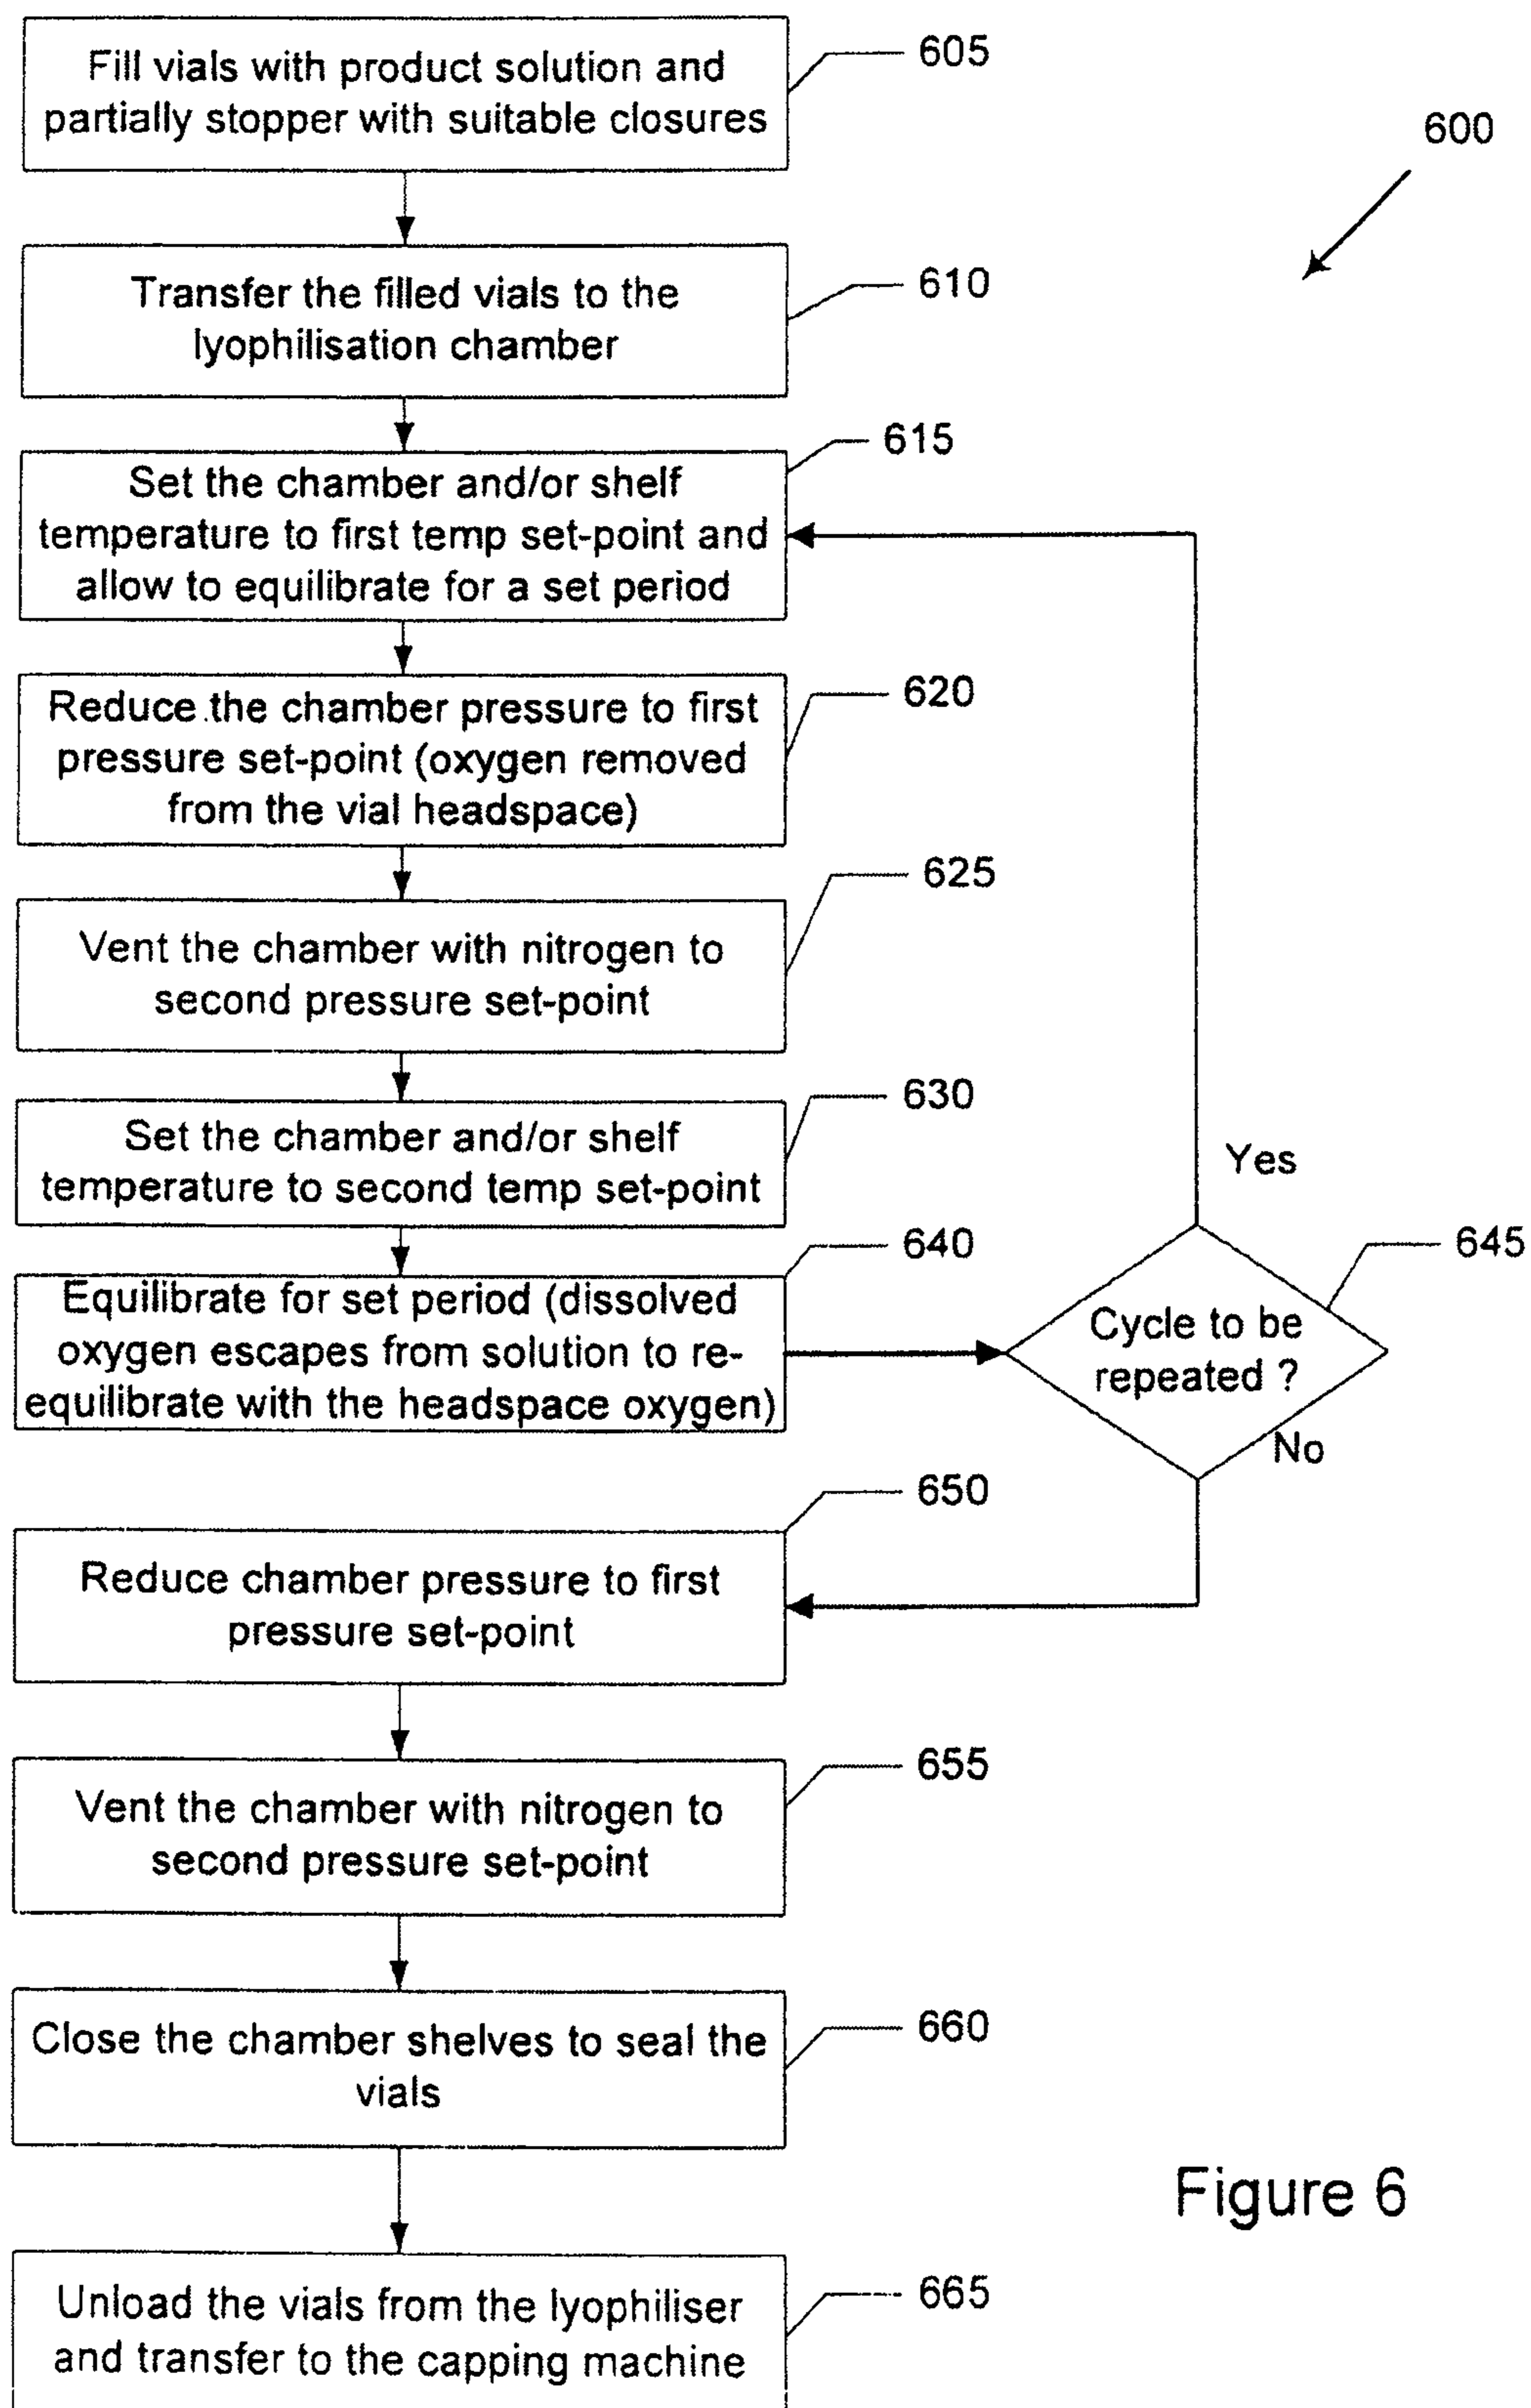 Fill vials with product solution and
partially stopper with suitable closures
605
600
Transfer the filled vials to the
lyophilisation chamber
610
Set the chamber and/or shelf
temperature to first temp set-point and
allow to equilibrate for a set period
615
Reduce the chamber pressure to first
pressure set-point (oxygen removed
from the vial headspace)
620
Vent the chamber with nitrogen to
second pressure set-point
625
Set the chamber and/or shelf
temperature to second temp set-point
630
Equilibrate for set period (dissolved
oxygen escapes from solution to re-
equilibrate with the headspace oxygen)
640
Yes
645
Cycle to be
repeated ?
No
Reduce chamber pressure to first
pressure set-point
650
Vent the chamber with nitrogen to
second pressure set-point
655
Close the chamber shelves to seal the
vials
660
Unload the vials from the lyophiliser
and transfer to the capping machine
665
Figure 6